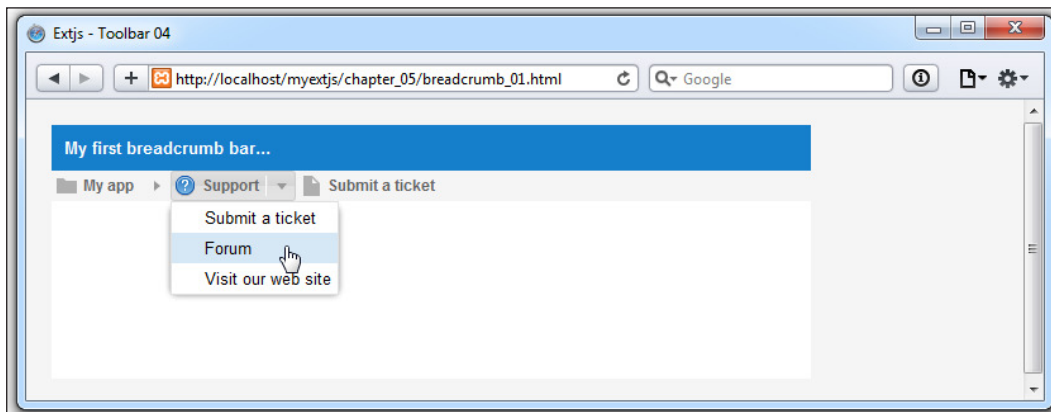 Extjs - Toolbar 04
http://localhost/myextjs/chapter_05/breadcrumb_01.html
Google
My first breadcrumb bar...
My app Support Submit a ticket
Submit a ticket
Forum
Visit our web site